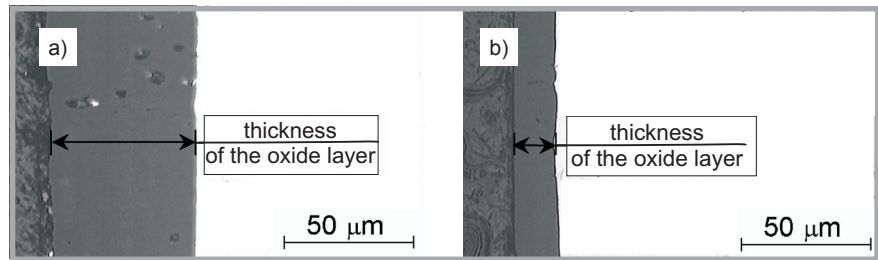 a)
thickness
of the oxide layer
50 μm
b)
thickness
of the oxide layer
50 μm